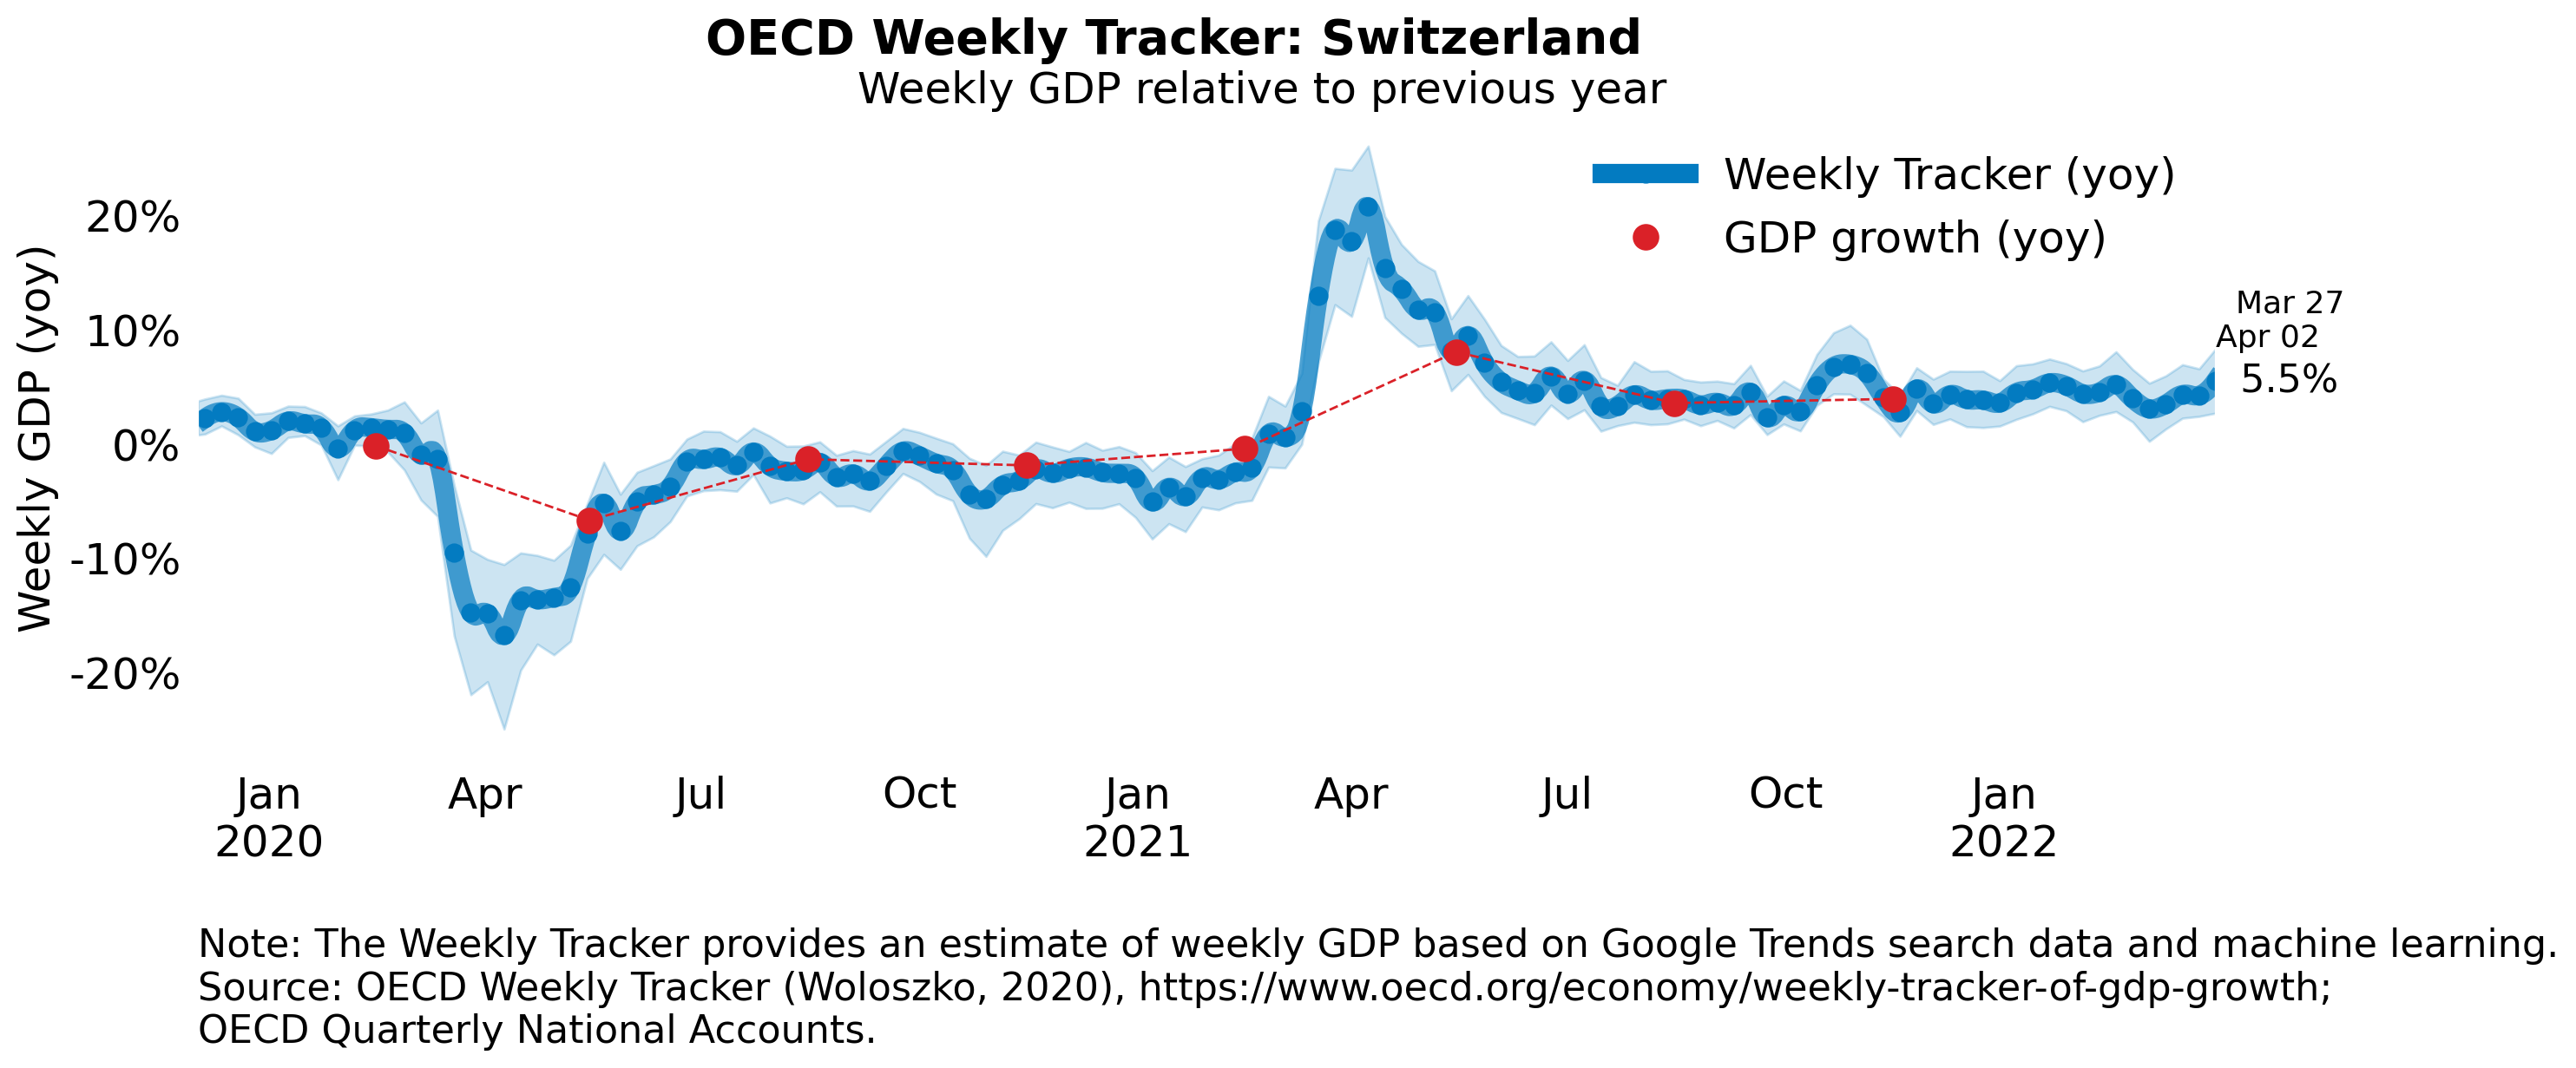 OECD Weekly Tracker: Switzerland
Weekly GDP relative to previous year
Weekly Tracker (yoy)
GDP growth (yoy)
Weekly GDP (yoy)
20%
10%
0%
-10%
-20%
Mar 27
Apr 02
5.5%
Jan Apr Jul Oct Jan Apr Jul Oct Jan
2020 2021 2022
Note: The Weekly Tracker provides an estimate of weekly GDP based on Google Trends search data and machine learning.
Source: OECD Weekly Tracker (Woloszko, 2020), https://www.oecd.org/economy/weekly-tracker-of-gdp-growth;
OECD Quarterly National Accounts.